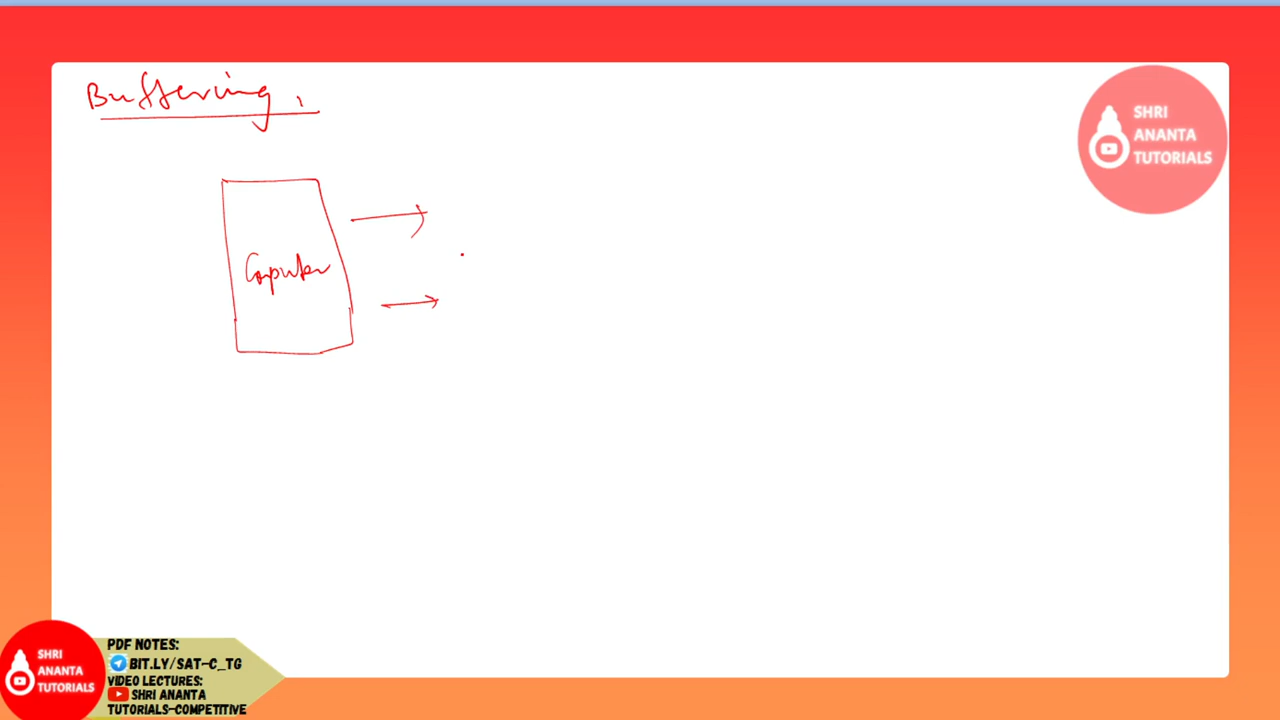 Buffering,
SHRI
ANANTA
TUTORIALS
Coputer
SHRI
ANANTA
TUTORIALS
PDF NOTES:
BIT.LY/SAT-C_TG
VIDEO LECTURES:
SHRI ANANTA
TUTORIALS-COMPETITIVE